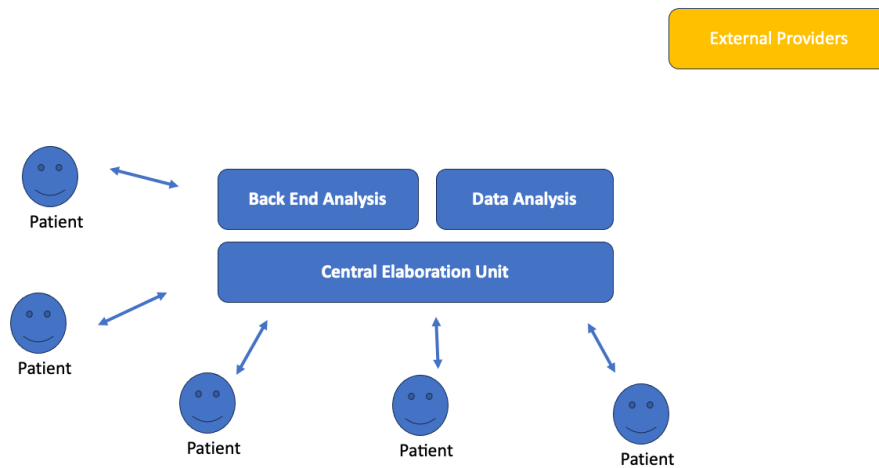 External Providers
Patient
Back End Analysis
Data Analysis
Central Elaboration Unit
Patient
Patient
Patient
Patient